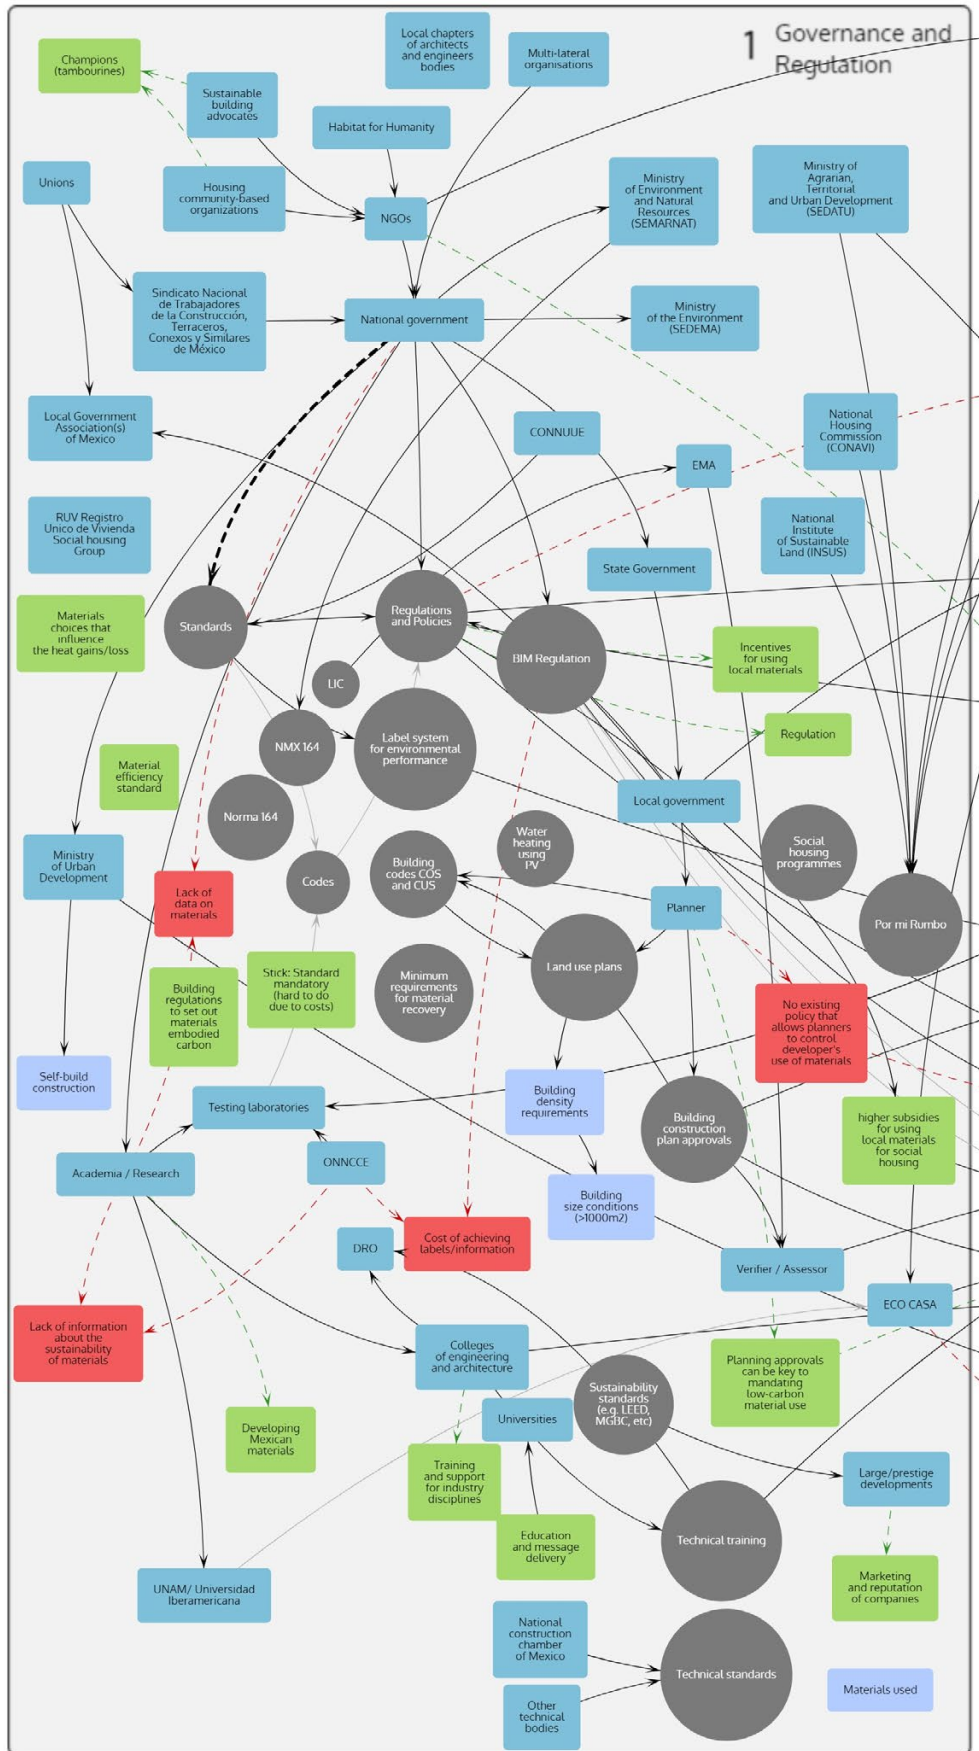 1 Governance and
Regulation
Champions
(tambourines)
Sustainable
building
advocates
Local chapters
of architects
and engineers
bodies
Multi-lateral
organisations
Habitat for Humanity
Unions
Housing
community-based
organizations
NGOs
Ministry
of Environment
and Natural
Resources
(SEMARNAT)
Ministry of
Agrarian,
Territorial
and Urban Development
(SEDATU)
Sindicato Nacional
de Trabajadores
de la Construcción,
Terraceros,
Conexos y Similares
de México
National government
Ministry
of the Environment
(SEDEMA)
Local Government
Association(s)
of Mexico
CONNUUE
EMA
National
Housing
Commission
(CONAVI)
RUV Registro
Unico de Vivienda
Social housing
Group
National
Institute
of Sustainable
Land (INSUS)
State Government
Materials
choices that
influence
the heat gains/loss
Standards
Regulations
and Policies
BIM Regulation
Incentives
for using
local materials
LIC
NMX 164
Label system
for environmental
performance
Regulation
Material
efficiency
standard
Norma 164
Local government
Ministry
of Urban
Development
Codes
Building
codes COS
and CUS
Water
heating
using
PV
Social
housing
programmes
Lack of
data on
materials
Planner
Por mi Rumbo
Building
regulations
to set out
materials
embodied
carbon
Stick: Standard
mandatory
(hard to do
due to costs)
Minimum
requirements
for material
recovery
Land use plans
No existing
policy that
allows planners
to control
developer's
use of materials
Self-build
construction
Testing laboratories
Building
density
requirements
Building
construction
plan approvals
higher subsidies
for using
local materials
for social
housing
Academia / Research
ONNCCE
Building
size conditions
(>1000m2)
DRO
Cost of achieving
labels/information
Verifier / Assessor
ECO CASA
Lack of information
about the
sustainability
of materials
Colleges
of engineering
and architecture
Sustainability
standards
(e.g. LEED,
MGBC, etc)
Planning approvals
can be key to
mandating
low-carbon
material use
Developing
Mexican
materials
Universities
Training
and support
for industry
disciplines
Large/prestige
developments
Education
and message
delivery
Technical training
UNAM/ Universidad
Iberamericana
Marketing
and reputation
of companies
National
construction
chamber
of Mexico
Technical standards
Materials used
Other
technical
bodies